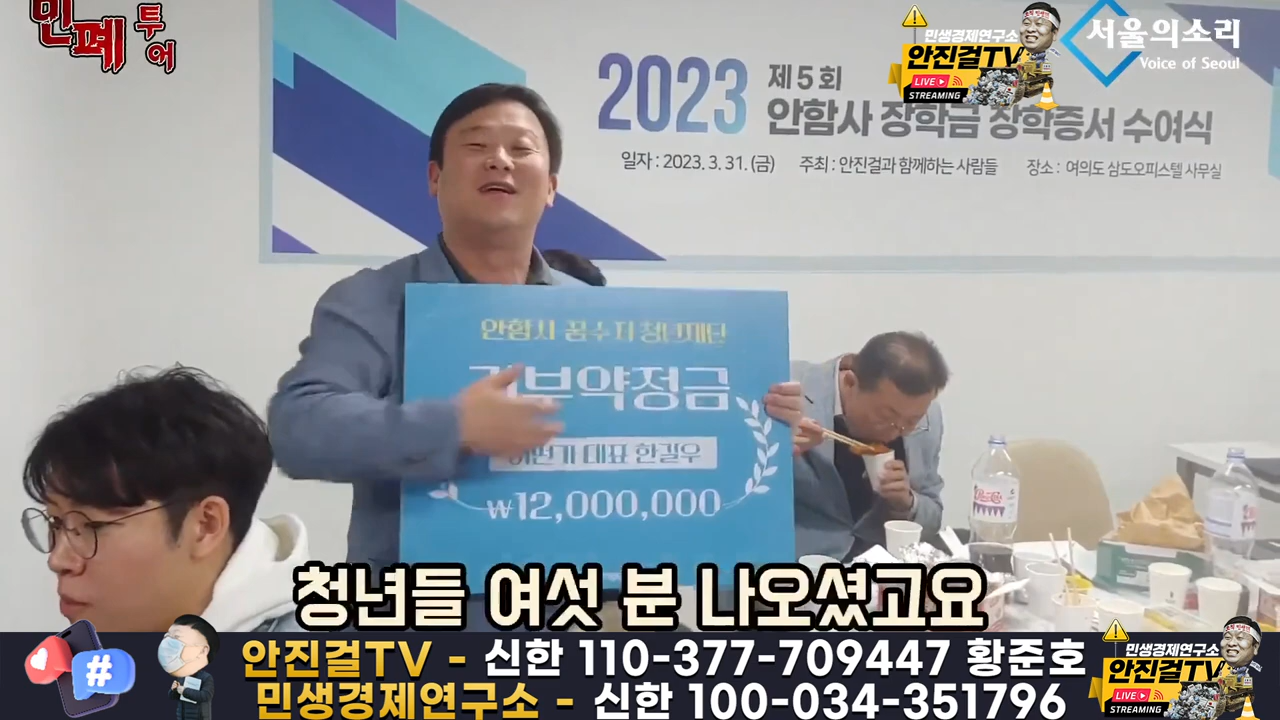 민폐
투어
민생경제연구소
안진걸TV
LIVE
STREAMING
서울의소리
Voice of Seoul
2023 제5회
안함사 장학금 장학증서 수여식
일자 : 2023. 3. 31. (금) 주최 : 안진걸과 함께하는 사람들 장소 : 여의도 삼도오피스텔 사무실
안함사 꿈수저 청년재단
기부약정금
대표 한길우
₩12,000,000
청년들 여섯 분 나오셨고요
#
안진걸TV - 신한 110-377-709447 황준호
민생경제연구소 - 신한 100-034-351796
민생경제연구소
안진걸TV
LIVE
STREAMING